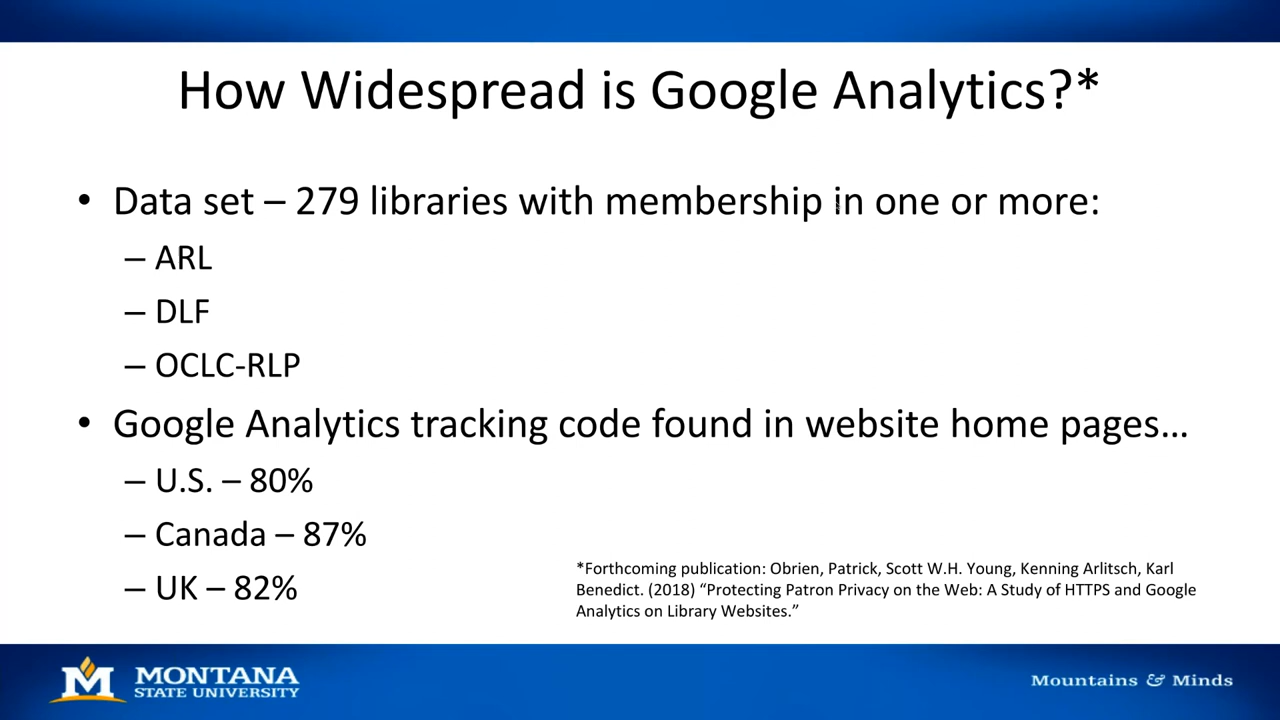 How Widespread is Google Analytics?*
• Data set – 279 libraries with membership in one or more:
– ARL
– DLF
– OCLC-RLP
• Google Analytics tracking code found in website home pages…
– U.S. – 80%
– Canada – 87%
– UK – 82%
*Forthcoming publication: Obrien, Patrick, Scott W.H. Young, Kenning Arlitsch, Karl
Benedict. (2018) “Protecting Patron Privacy on the Web: A Study of HTTPS and Google
Analytics on Library Websites.”
M MONTANA
STATE UNIVERSITY
Mountains & Minds